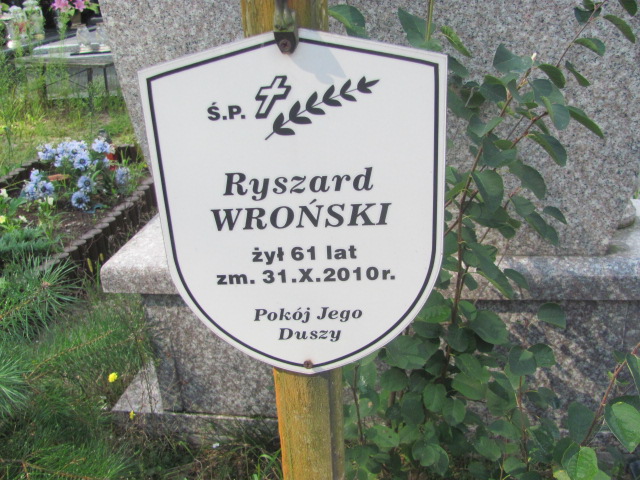 Ś.P.
Ryszard
WROŃSKI
żył 61 lat
zm. 31.X.2010r.
Pokój Jego
Duszy